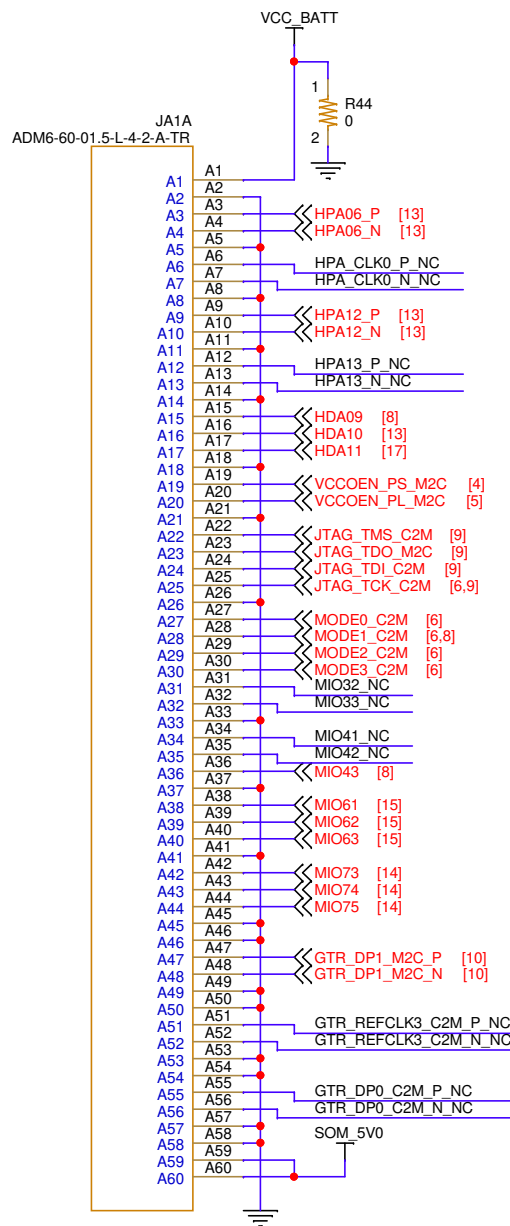 VCC_BATT
1
R44
0
2
JA1A
ADM6-60-01.5-L-4-2-A-TR
A1 A1
A2 A2
A3 A3 HPA06_P [13]
A4 A4 HPA06_N [13]
A5 A5
A6 A6 HPA_CLK0_P_NC
A7 A7 HPA_CLK0_N_NC
A8 A8
A9 A9 HPA12_P [13]
A10 A10 HPA12_N [13]
A11 A11
A12 A12 HPA13_P_NC
A13 A13 HPA13_N_NC
A14 A14
A15 A15 HDA09 [8]
A16 A16 HDA10 [13]
A17 A17 HDA11 [17]
A18 A18
A19 A19 VCCOEN_PS_M2C [4]
A20 A20 VCCOEN_PL_M2C [5]
A21 A21
A22 A22 JTAG_TMS_C2M [9]
A23 A23 JTAG_TDO_M2C [9]
A24 A24 JTAG_TDI_C2M [9]
A25 A25 JTAG_TCK_C2M [6,9]
A26 A26
A27 A27 MODE0_C2M [6]
A28 A28 MODE1_C2M [6,8]
A29 A29 MODE2_C2M [6]
A30 A30 MODE3_C2M [6]
A31 A31 MIO32_NC
A32 A32 MIO33_NC
A33 A33
A34 A34 MIO41_NC
A35 A35 MIO42_NC
A36 A36 MIO43 [8]
A37 A37
A38 A38 MIO61 [15]
A39 A39 MIO62 [15]
A40 A40 MIO63 [15]
A41 A41
A42 A42 MIO73 [14]
A43 A43 MIO74 [14]
A44 A44 MIO75 [14]
A45 A45
A46 A46
A47 A47 GTR_DP1_M2C_P [10]
A48 A48 GTR_DP1_M2C_N [10]
A49 A49
A50 A50
A51 A51 GTR_REFCLK3_C2M_P_NC
A52 A52 GTR_REFCLK3_C2M_N_NC
A53 A53
A54 A54
A55 A55 GTR_DP0_C2M_P_NC
A56 A56 GTR_DP0_C2M_N_NC
A57 A57
A58 A58 SOM_5V0
A59 A59
A60 A60